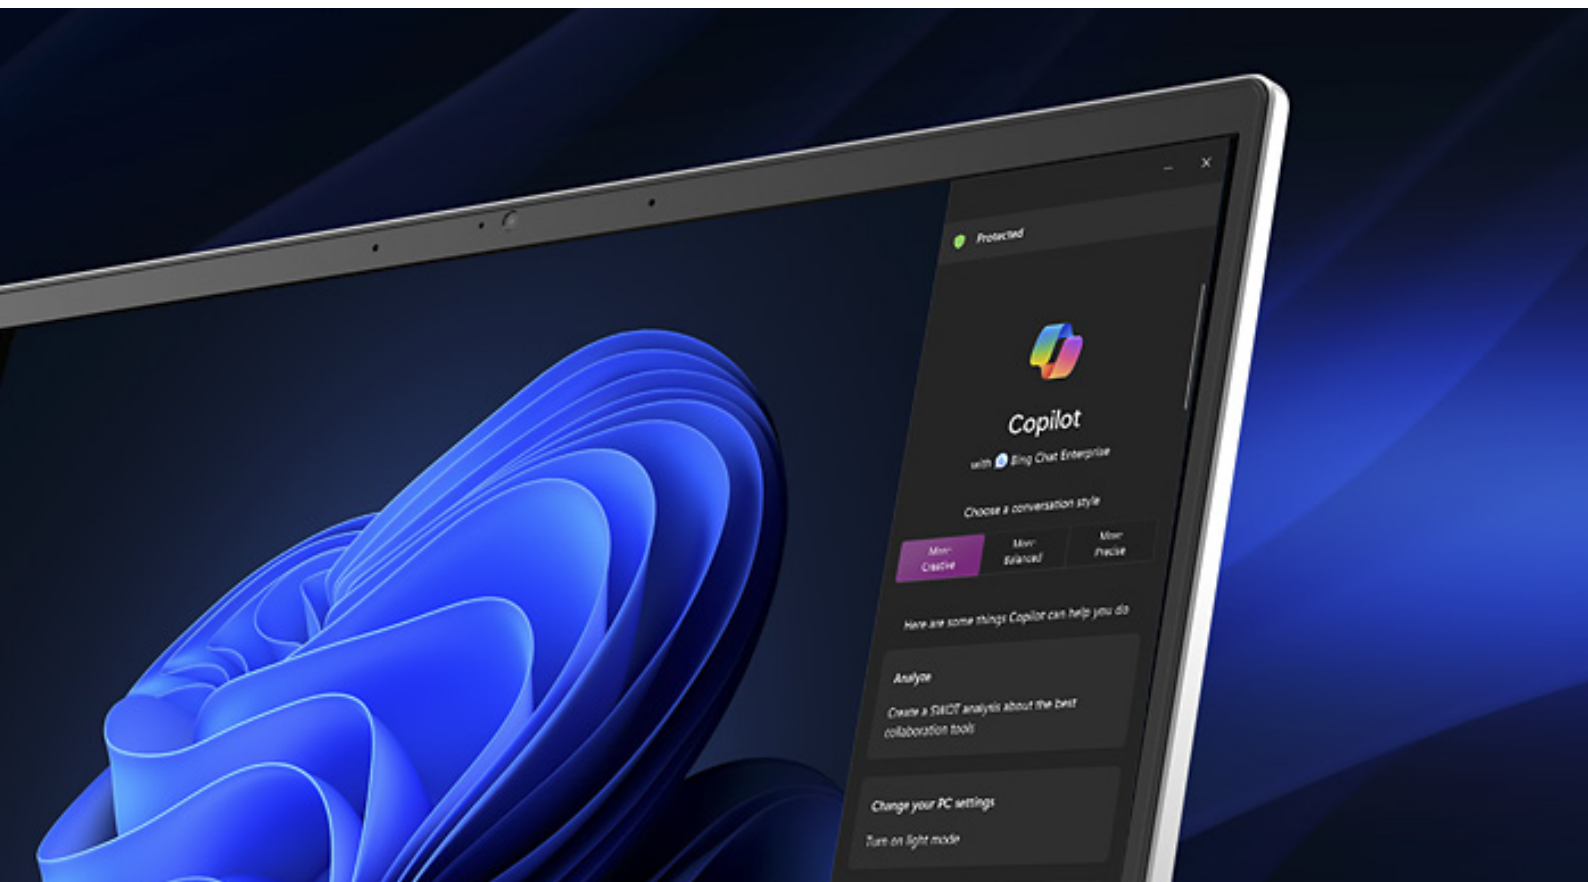 Protected
Copilot
with Bing Chat Enterprise
Choose a conversation style
More
Creative
More
Balanced
More
Precise
Here are some things Copilot can help you do
Analyze
Create a SWOT analysis about the best
collaboration tools
Change your PC settings
Turn on light mode